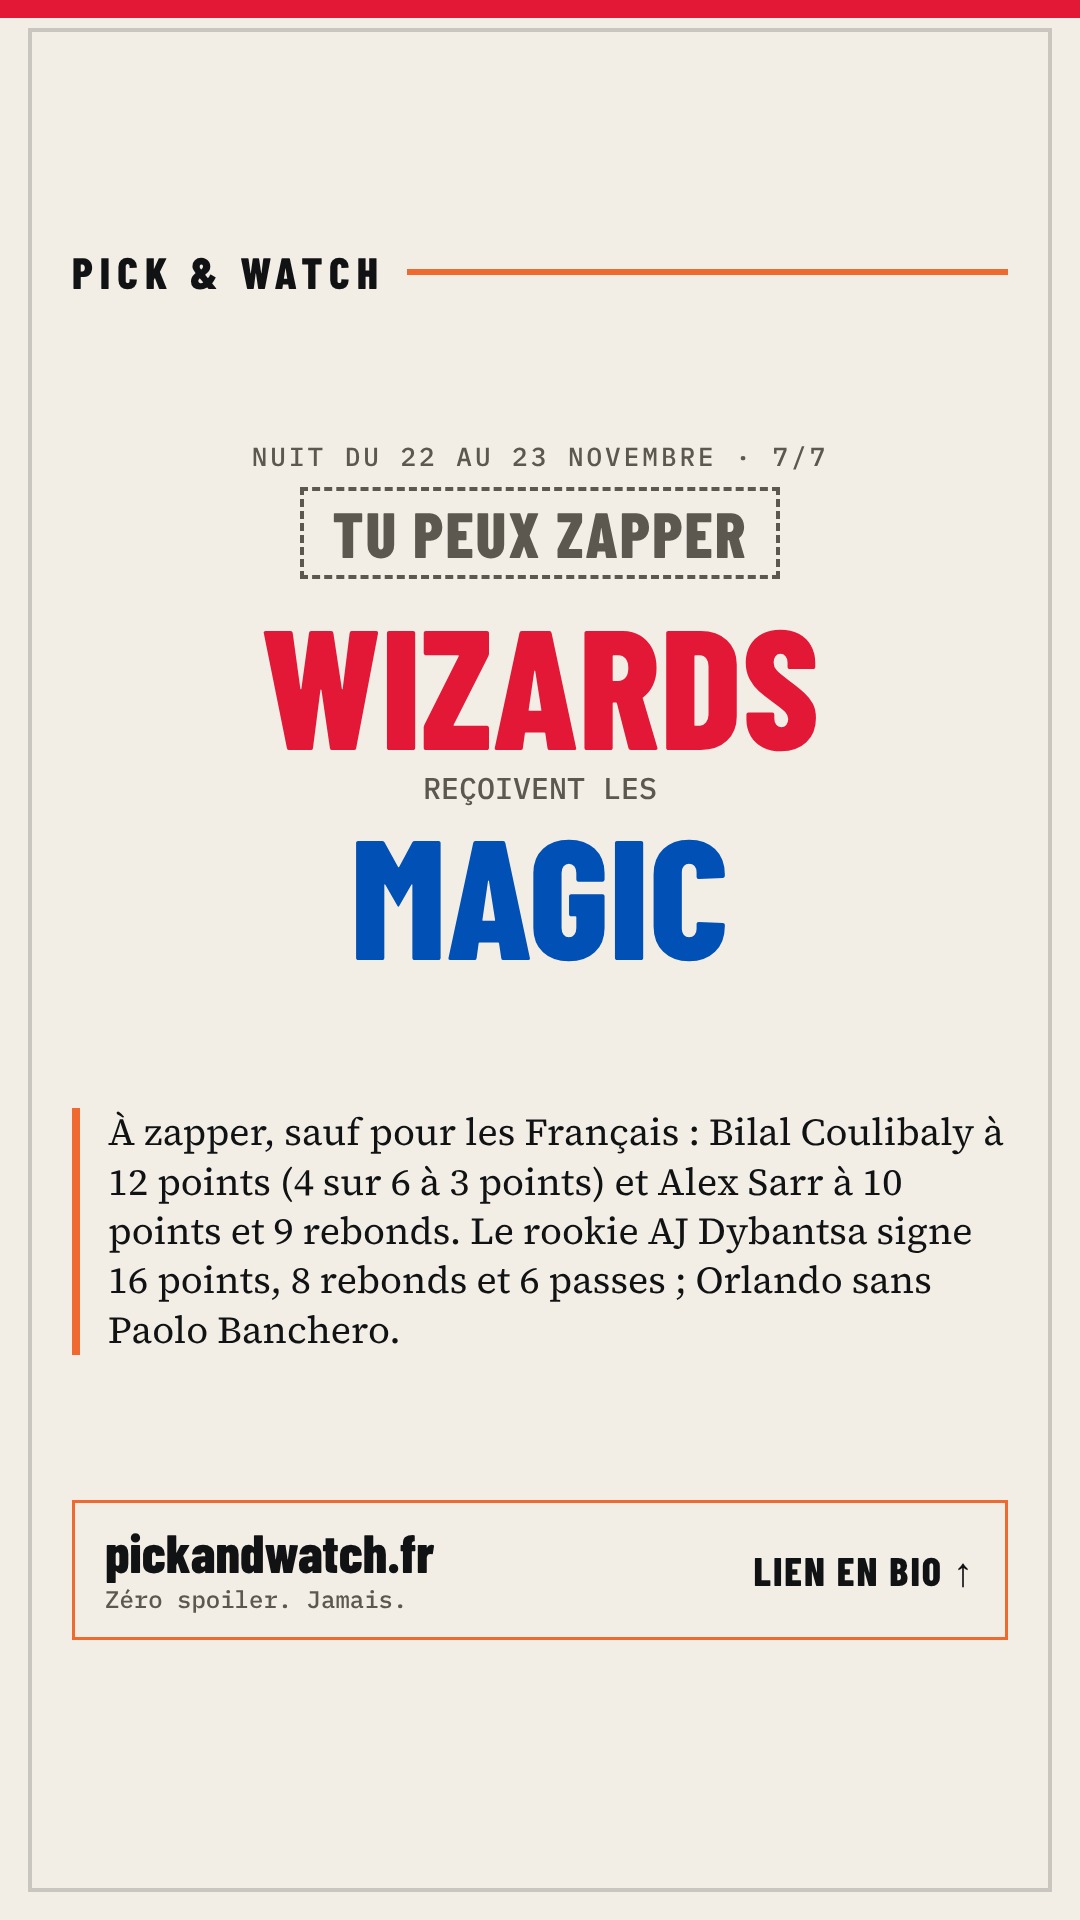 PICK & WATCH
NUIT DU 22 AU 23 NOVEMBRE · 7/7
TU PEUX ZAPPER
WIZARDS
REÇOIVENT LES
MAGIC
À zapper, sauf pour les Français : Bilal Coulibaly à
12 points (4 sur 6 à 3 points) et Alex Sarr à 10
points et 9 rebonds. Le rookie AJ Dybantsa signe
16 points, 8 rebonds et 6 passes ; Orlando sans
Paolo Banchero.
pickandwatch.fr
Zéro spoiler. Jamais.
LIEN EN BIO ↑